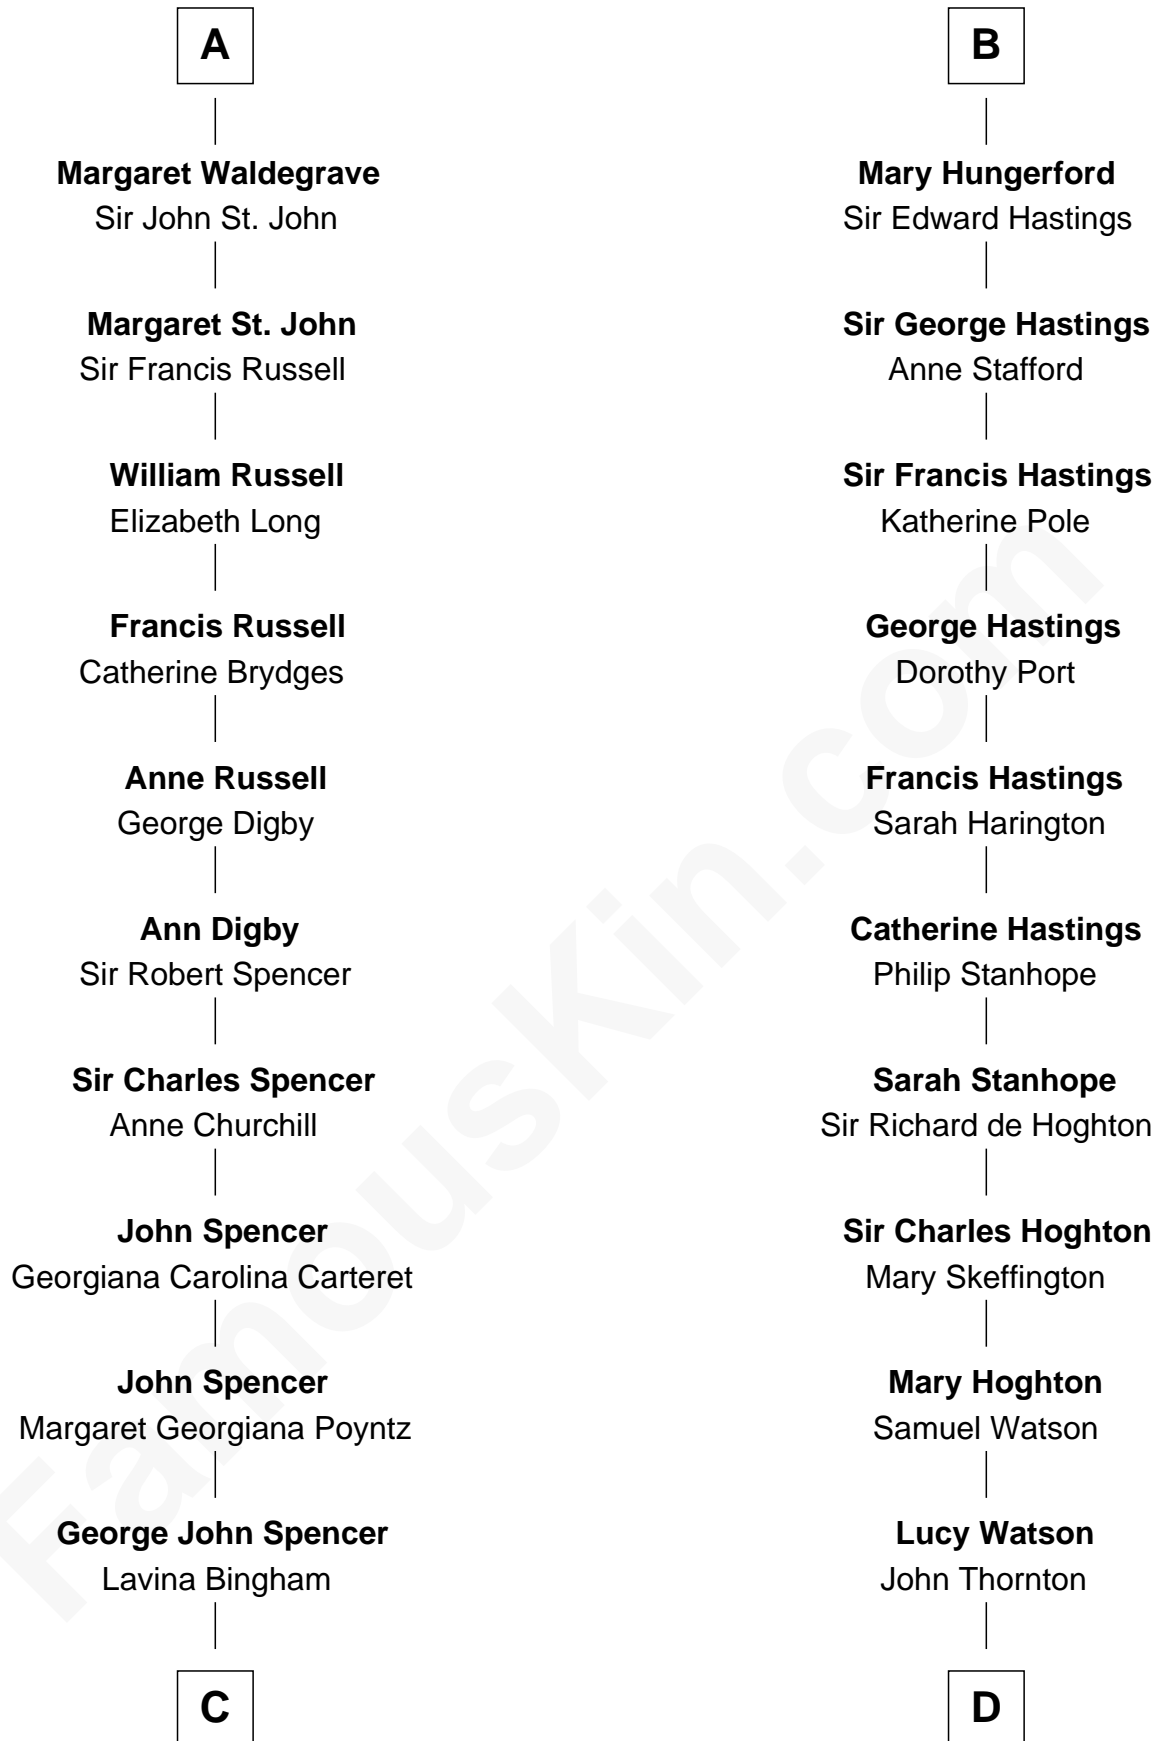 A
Margaret Waldegrave
Sir John St. John
Margaret St. John
Sir Francis Russell
William Russell
Elizabeth Long
Francis Russell
Catherine Brydges
Anne Russell
George Digby
Ann Digby
Sir Robert Spencer
Sir Charles Spencer
Anne Churchill
John Spencer
Georgiana Carolina Carteret
John Spencer
Margaret Georgiana Poyntz
George John Spencer
Lavina Bingham
C
B
Mary Hungerford
Sir Edward Hastings
Sir George Hastings
Anne Stafford
Sir Francis Hastings
Katherine Pole
George Hastings
Dorothy Port
Francis Hastings
Sarah Harington
Catherine Hastings
Philip Stanhope
Sarah Stanhope
Sir Richard de Hoghton
Sir Charles Hoghton
Mary Skeffington
Mary Hoghton
Samuel Watson
Lucy Watson
John Thornton
D
FamousKin.com